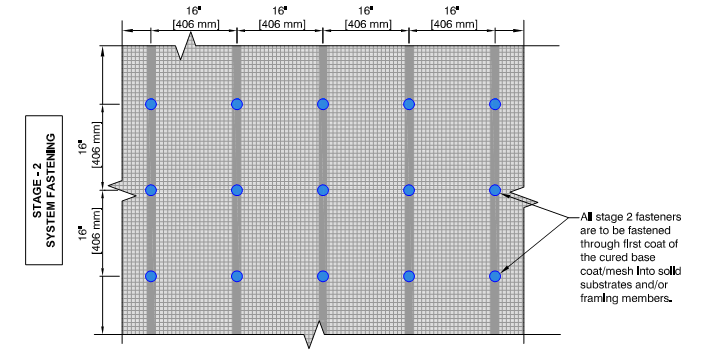 16" 16" 16" 16"
[406 mm] [406 mm] [406 mm] [406 mm]
STAGE - 2
SYSTEM FASTENING
16"
[406 mm]
16"
[406 mm]
All stage 2 fasteners
are to be fastened
through first coat of
the cured base
coat/mesh into solid
substrates and/or
framing members.